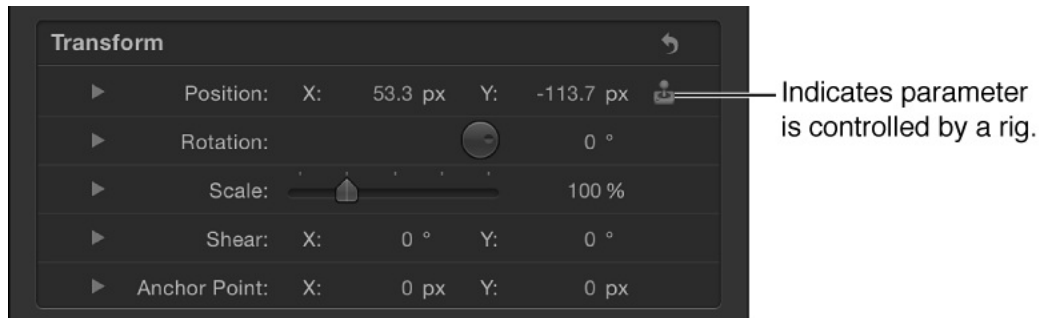 Transform
Position: X: 53.3 px Y: -113.7 px
Rotation: 0 °
Scale: 100 %
Shear: X: 0 ° Y: 0 °
Anchor Point: X: 0 px Y: 0 px
Indicates parameter
is controlled by a rig.